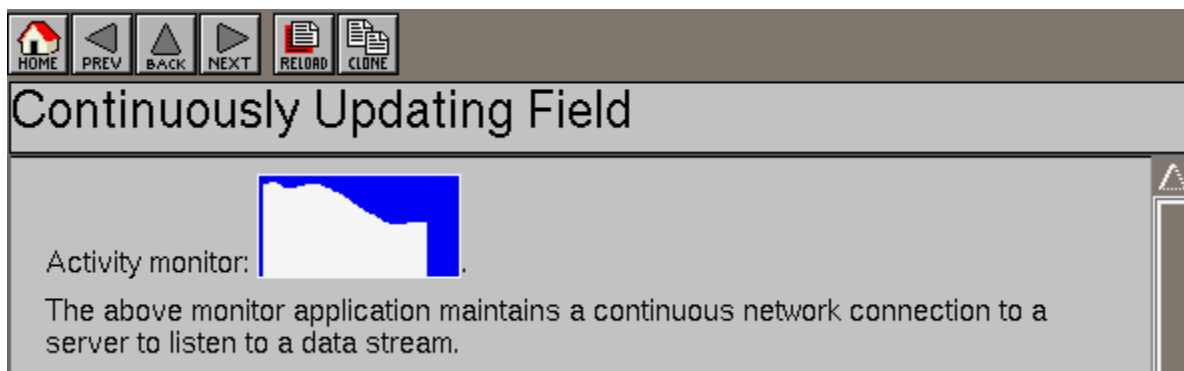 HOME PREV BACK NEXT RELOAD CLONE
Continuously Updating Field
Activity monitor: .
The above monitor application maintains a continuous network connection to a
server to listen to a data stream.